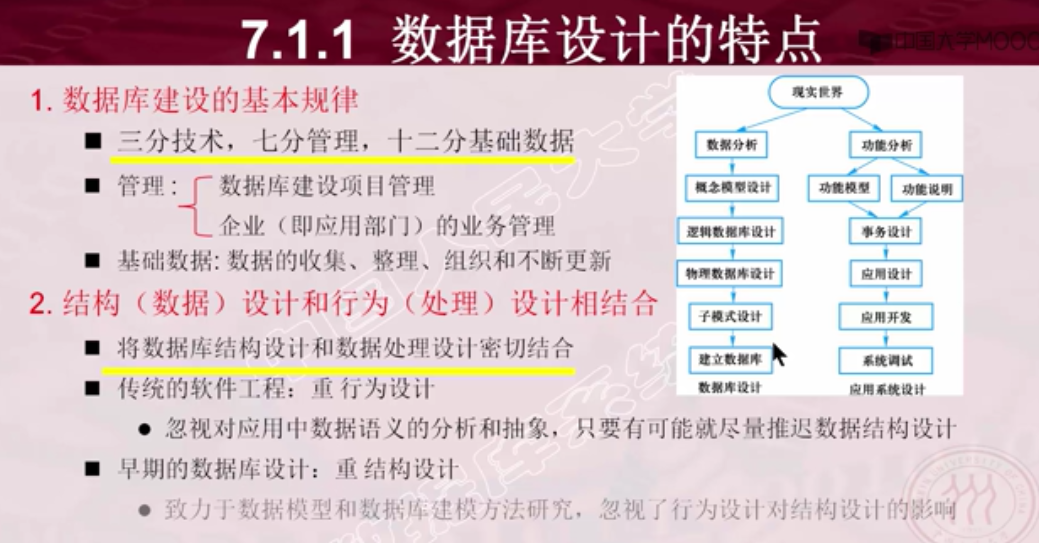 7.1.1 数据库设计的特点
中国大学MOOC
1. 数据库建设的基本规律
■ 三分技术，七分管理，十二分基础数据
■ 管理： 数据库建设项目管理
企业（即应用部门）的业务管理
■ 基础数据: 数据的收集、整理、组织和不断更新
2. 结构（数据）设计和行为（处理）设计相结合
■ 将数据库结构设计和数据处理设计密切结合
■ 传统的软件工程：重 行为设计
● 忽视对应用中数据语义的分析和抽象，只要有可能就尽量推迟数据结构设计
■ 早期的数据库设计：重 结构设计
● 致力于数据模型和数据库建模方法研究，忽视了行为设计对结构设计的影响
现实世界
数据分析 功能分析
概念模型设计 功能模型 功能说明
逻辑数据库设计 事务设计
物理数据库设计 应用设计
子模式设计 应用开发
建立数据库 系统调试
数据库设计 应用系统设计